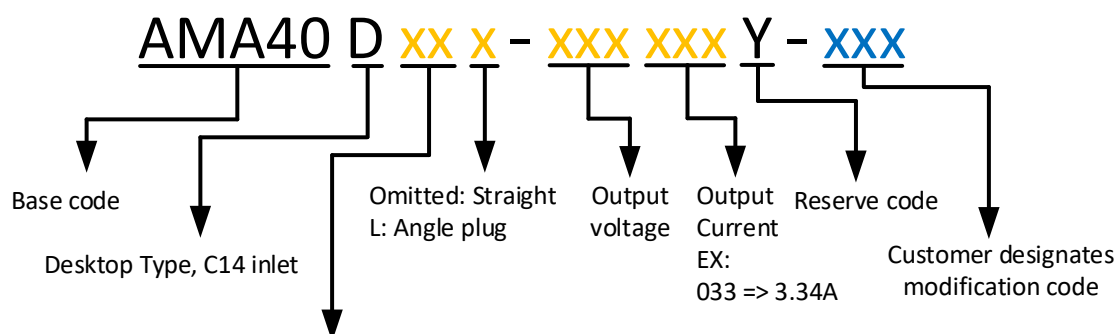 AMA40 D xx x - xxx xxx Y - xxx
Base code
Desktop Type, C14 inlet
Omitted: Straight
L: Angle plug
Output
voltage
Output
Current
EX:
033 => 3.34A
Reserve code
Customer designates
modification code